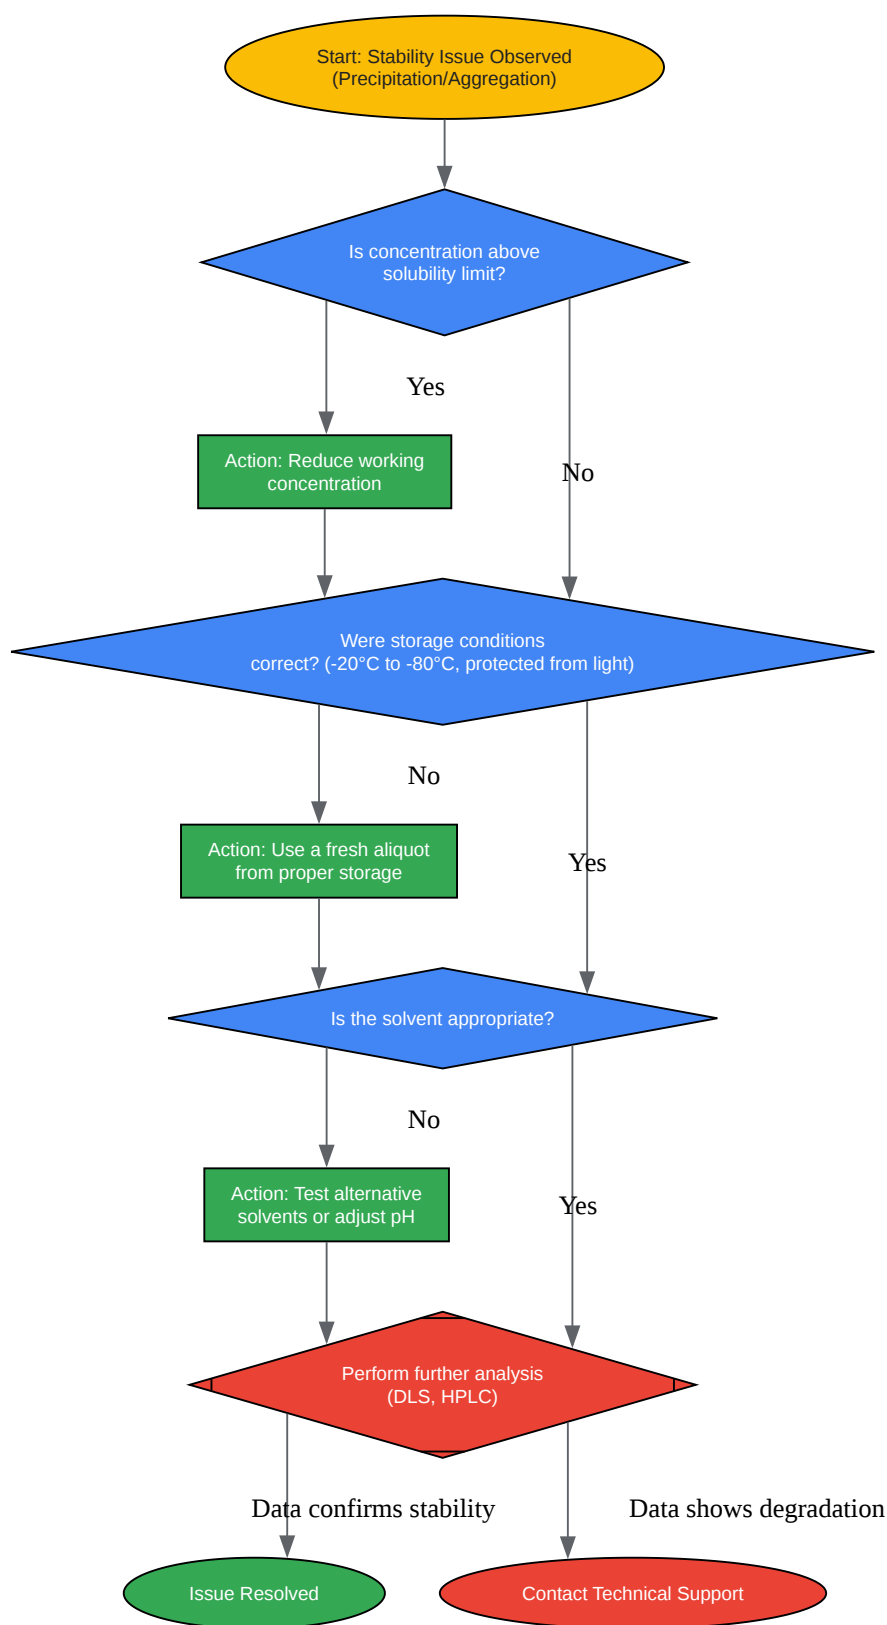 Start: Stability Issue Observed
(Precipitation/Aggregation)
Is concentration above
solubility limit?
Yes
Action: Reduce working
concentration
No
Were storage conditions
correct? (-20°C to -80°C, protected from light)
No
Action: Use a fresh aliquot
from proper storage
Yes
Is the solvent appropriate?
No
Action: Test alternative
solvents or adjust pH
Yes
Perform further analysis
(DLS, HPLC)
Data confirms stability
Data shows degradation
Issue Resolved
Contact Technical Support